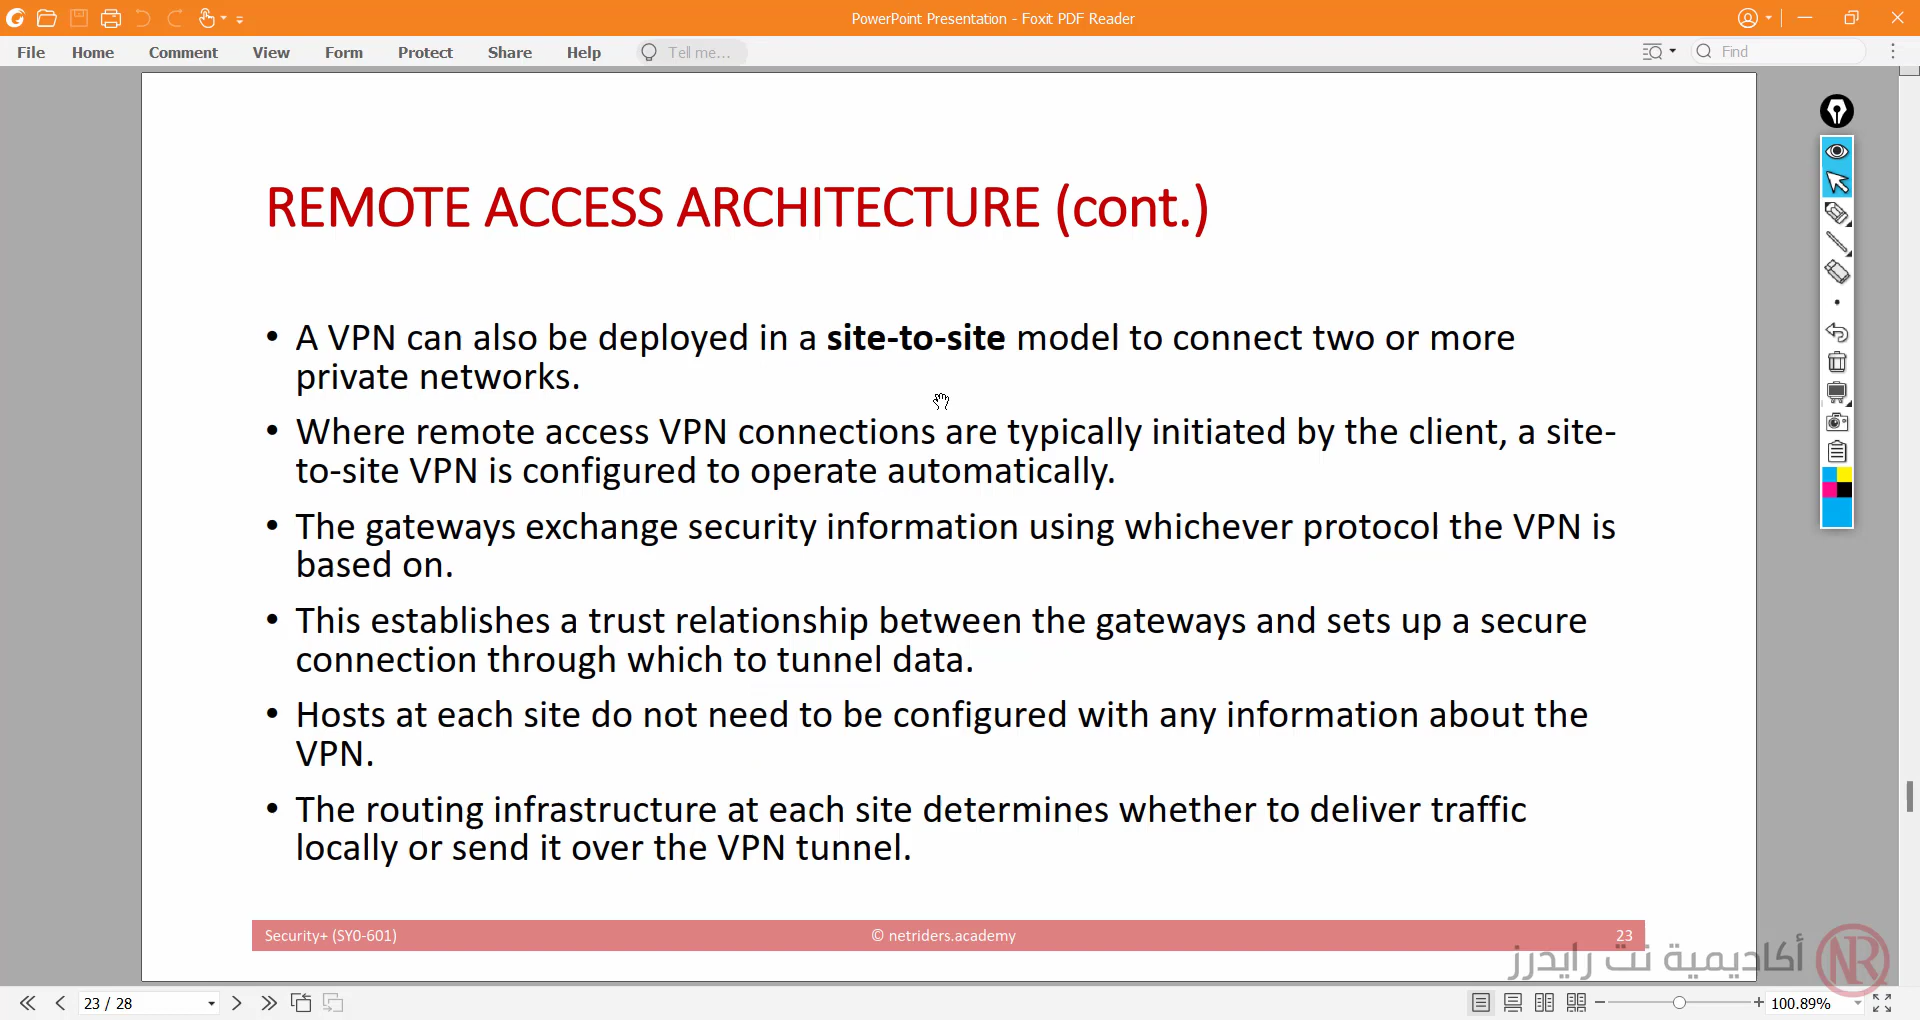 PowerPoint Presentation - Foxit PDF Reader
File Home Comment View Form Protect Share Help Tell me... Find
REMOTE ACCESS ARCHITECTURE (cont.)
• A VPN can also be deployed in a site-to-site model to connect two or more
private networks.
• Where remote access VPN connections are typically initiated by the client, a site-
to-site VPN is configured to operate automatically.
• The gateways exchange security information using whichever protocol the VPN is
based on.
• This establishes a trust relationship between the gateways and sets up a secure
connection through which to tunnel data.
• Hosts at each site do not need to be configured with any information about the
VPN.
• The routing infrastructure at each site determines whether to deliver traffic
locally or send it over the VPN tunnel.
Security+ (SY0-601) © netriders.academy 23
أكاديمية نت رايدرز NR
23 / 28 100.89%